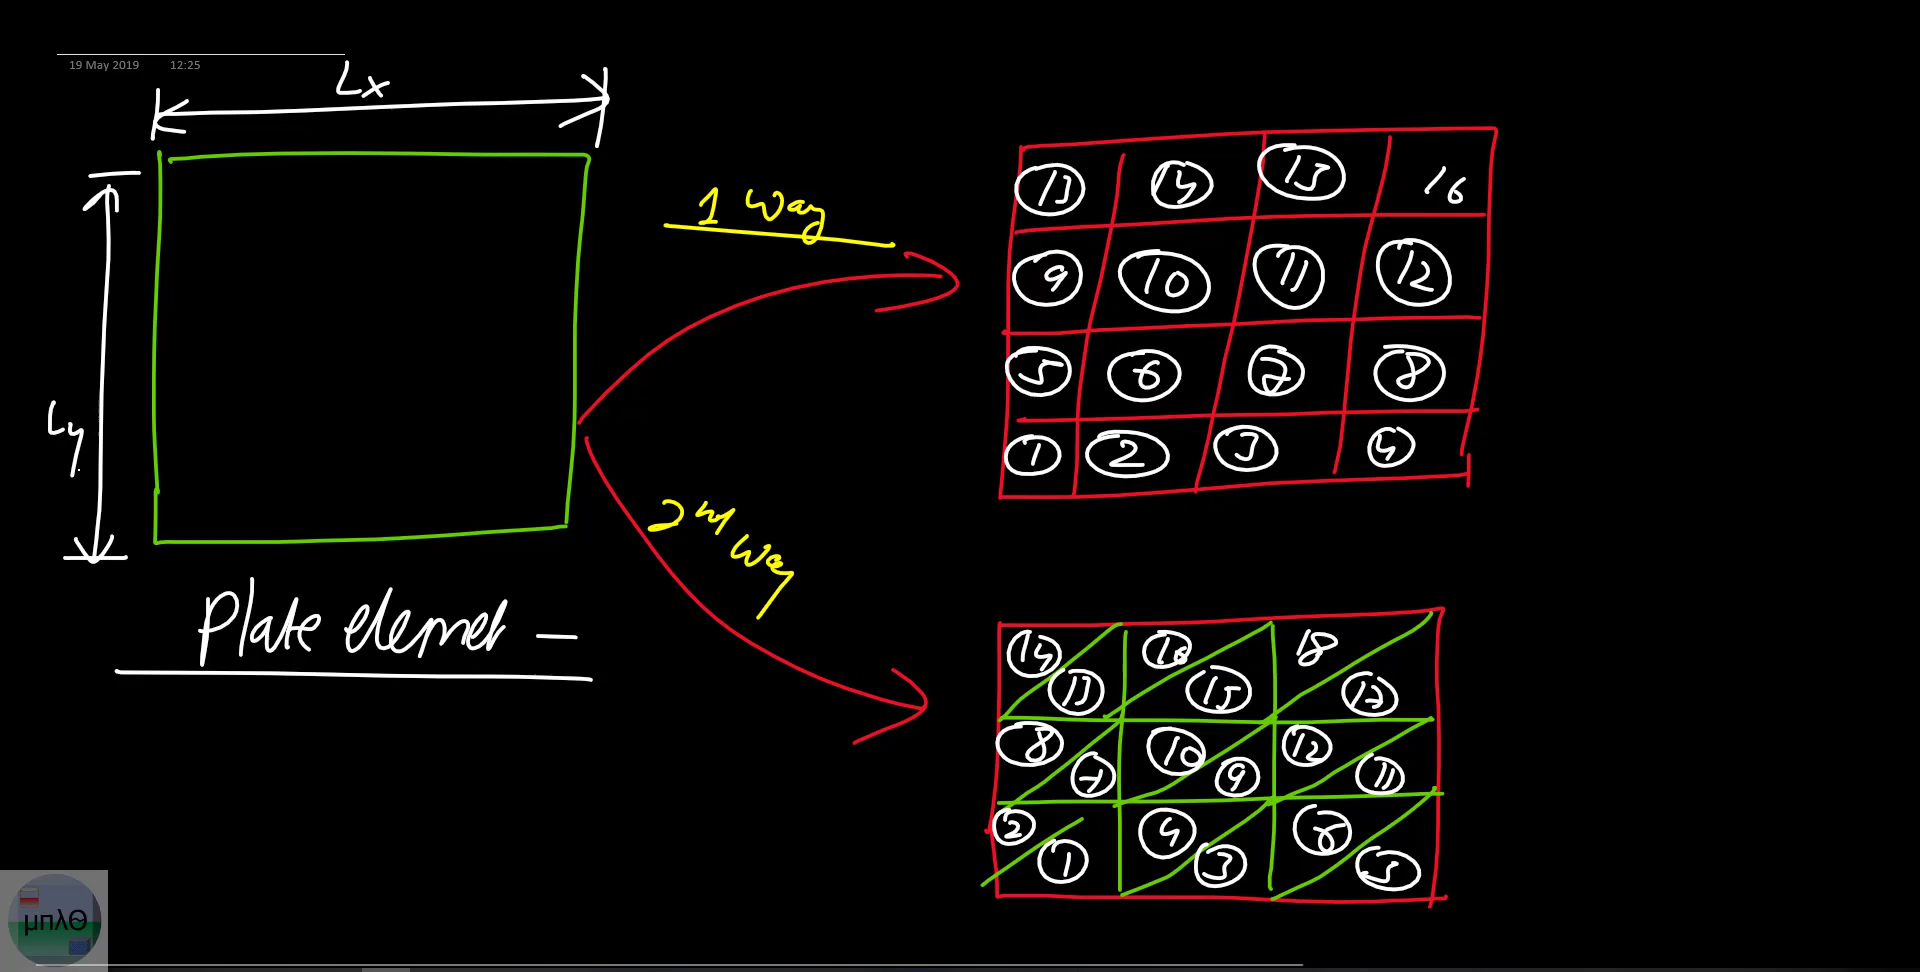 19 May 2019 12:25
Lx
Ly
Plate elemet
1 way
2nd way
13 14 15 16
9 10 11 12
5 6 7 8
1 2 3 4
14 16 18
13 15 17
8 10 12
7 9 11
2 4 6
1 3 5
μπλΘ